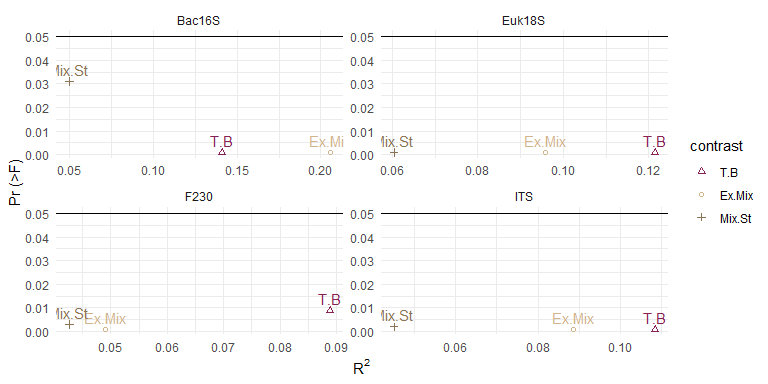 Bac16S
Euk18S
0.05
0.04
0.03
0.02
0.01
0.00
Mix.St
T.B
Ex.Mix
0.05
0.10
0.15
0.20
0.05
0.04
0.03
0.02
0.01
0.00
Mix.St
Ex.Mix
T.B
0.06
0.08
0.10
0.12
F230
ITS
0.05
0.04
0.03
0.02
0.01
0.00
Mix.St
Ex.Mix
T.B
0.05
0.06
0.07
0.08
0.09
0.05
0.04
0.03
0.02
0.01
0.00
Mix.St
Ex.Mix
T.B
0.06
0.08
0.10
Pr (>F)
R²
contrast
T.B
Ex.Mix
Mix.St